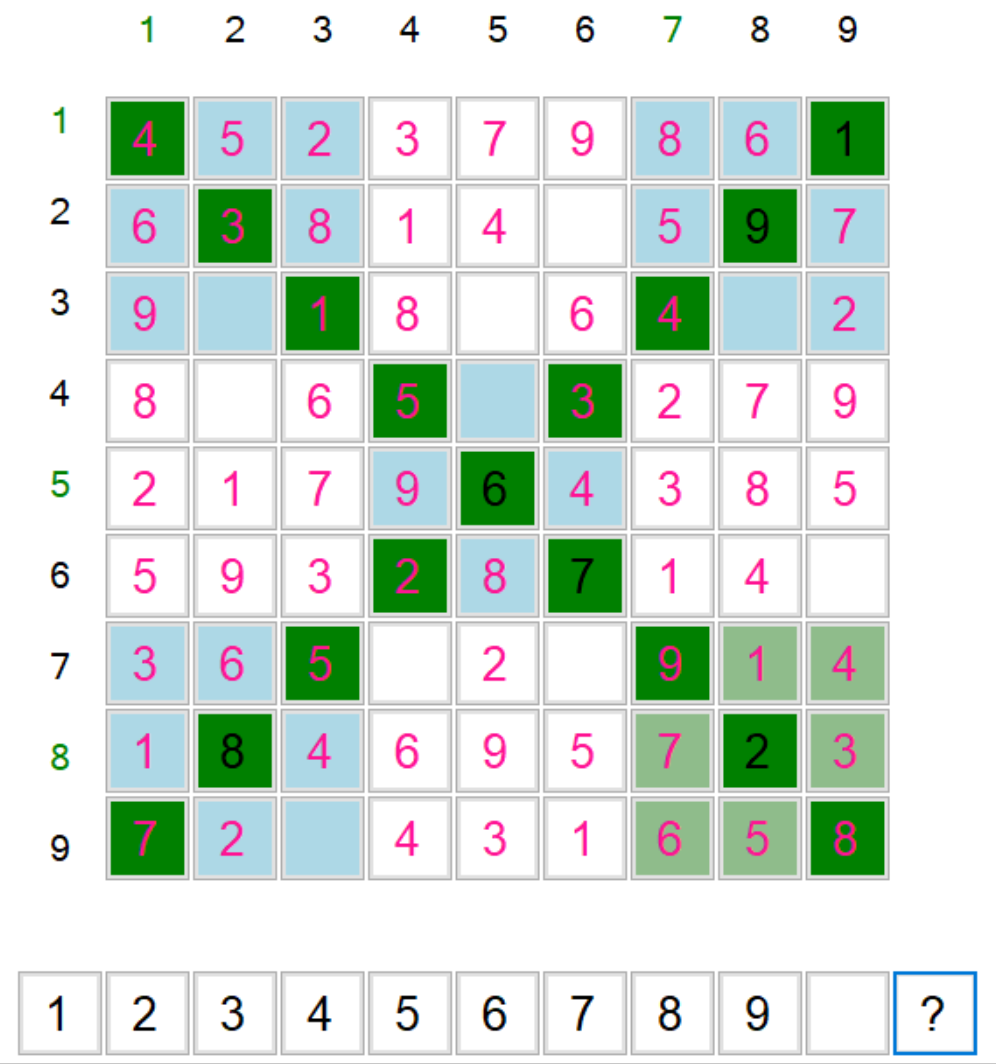 1 2 3 4 5 6 7 8 9
1 4 5 2 3 7 9 8 6 1
2 6 3 8 1 4 5 9 7
3 9 1 8 6 4 2
4 8 6 5 3 2 7 9
5 2 1 7 9 6 4 3 8 5
6 5 9 3 2 8 7 1 4
7 3 6 5 2 9 1 4
8 1 8 4 6 9 5 7 2 3
9 7 2 4 3 1 6 5 8
1 2 3 4 5 6 7 8 9 ?